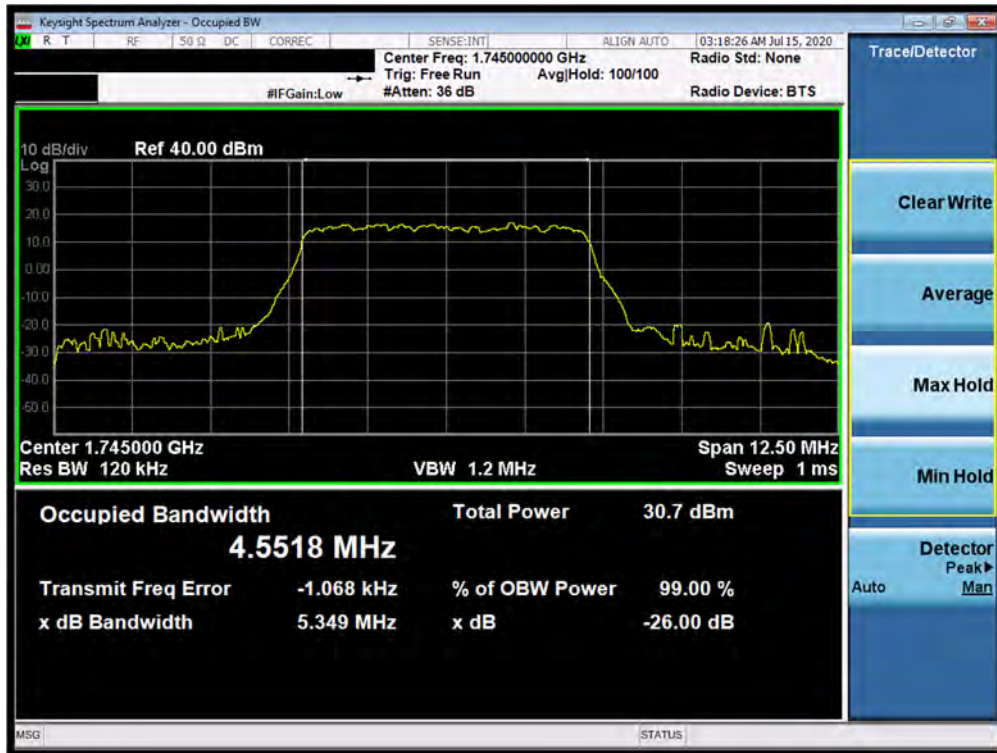 Keysight Spectrum Analyzer - Occupied BW
LXI R T RF 50 Ω DC CORREC SENSE:INT ALIGN AUTO 03:18:26 AM Jul 15, 2020
Center Freq: 1.745000000 GHz Radio Std: None
Trig: Free Run Avg|Hold: 100/100
#IFGain:Low #Atten: 36 dB Radio Device: BTS
Trace/Detector
10 dB/div Ref 40.00 dBm
Log
30.0
20.0
10.0
0.00
-10.0
-20.0
-30.0
-40.0
-50.0
Center 1.745000 GHz Span 12.50 MHz
Res BW 120 kHz VBW 1.2 MHz Sweep 1 ms
Occupied Bandwidth Total Power 30.7 dBm
4.5518 MHz
Transmit Freq Error -1.068 kHz % of OBW Power 99.00 %
x dB Bandwidth 5.349 MHz x dB -26.00 dB
Clear Write
Average
Max Hold
Min Hold
Detector
Peak▶
Auto Man
MSG STATUS